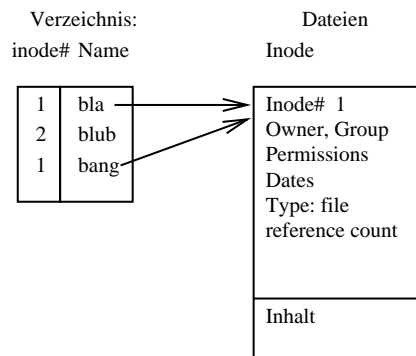 Verzeichnis:
inode# Name
1 bla
2 blub
1 bang
Dateien
Inode
Inode# 1
Owner, Group
Permissions
Dates
Type: file
reference count
Inhalt